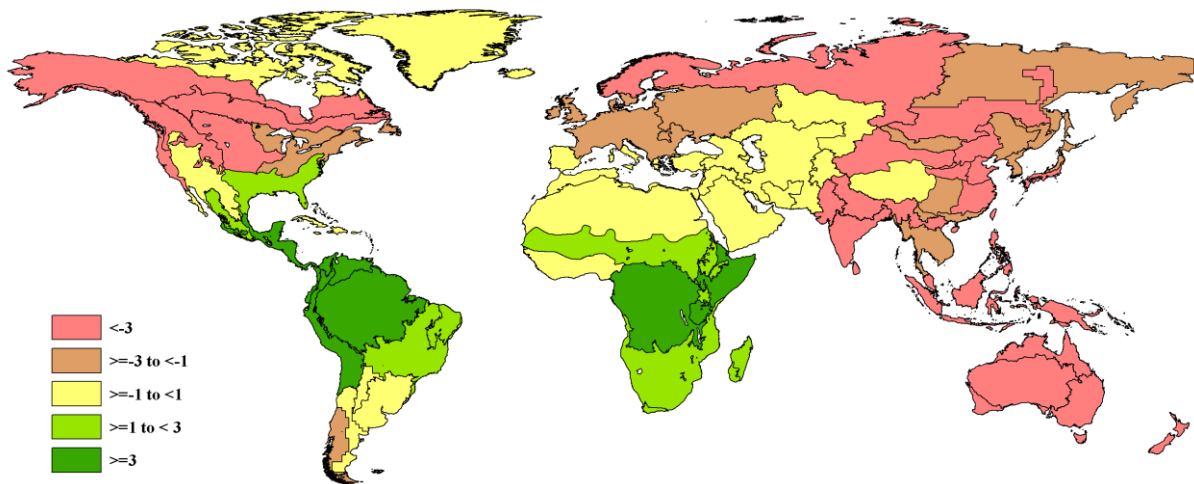 <-3
>=-3 to <-1
>=-1 to <1
>=1 to < 3
>=3